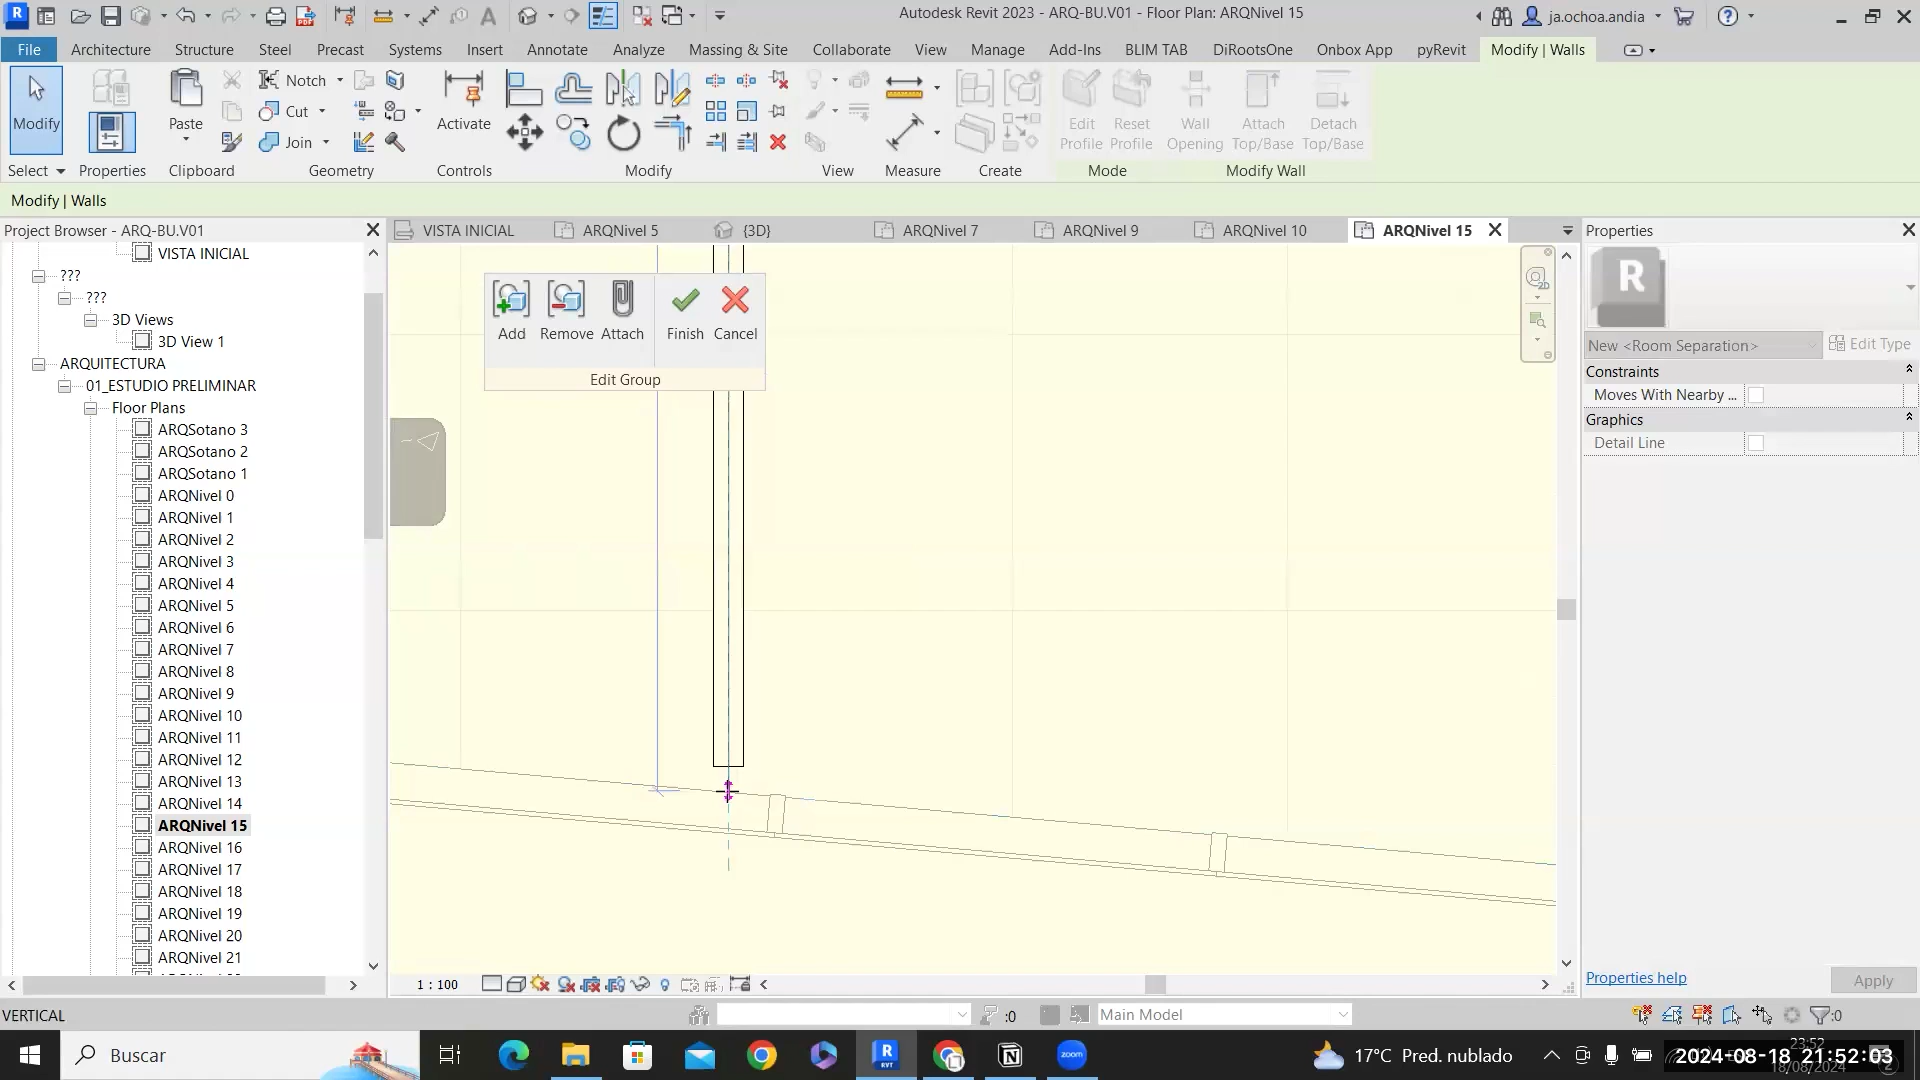 Autodesk Revit 2023 - ARQ-BU.V01 - Floor Plan: ARQNivel 15
ja.ochoa.andia
File
Architecture
Structure
Steel
Precast
Systems
Insert
Annotate
Analyze
Massing & Site
Collaborate
View
Manage
Add-Ins
BLIM TAB
DiRootsOne
Onbox App
pyRevit
Modify | Walls
Modify
Paste
Notch
Cut
Join
Activate
Edit
Profile
Reset
Profile
Wall
Opening
Attach
Top/Base
Detach
Top/Base
Select
Properties
Clipboard
Geometry
Controls
Modify
View
Measure
Create
Mode
Modify Wall
Modify | Walls
Project Browser - ARQ-BU.V01
VISTA INICIAL
ARQNivel 5
{3D}
ARQNivel 7
ARQNivel 9
ARQNivel 10
ARQNivel 15
Properties
VISTA INICIAL
???
???
3D Views
3D View 1
ARQUITECTURA
01_ESTUDIO PRELIMINAR
Floor Plans
ARQSotano 3
ARQSotano 2
ARQSotano 1
ARQNivel 0
ARQNivel 1
ARQNivel 2
ARQNivel 3
ARQNivel 4
ARQNivel 5
ARQNivel 6
ARQNivel 7
ARQNivel 8
ARQNivel 9
ARQNivel 10
ARQNivel 11
ARQNivel 12
ARQNivel 13
ARQNivel 14
ARQNivel 15
ARQNivel 16
ARQNivel 17
ARQNivel 18
ARQNivel 19
ARQNivel 20
ARQNivel 21
Add
Remove
Attach
Finish
Cancel
Edit Group
2D
R
New <Room Separation>
Edit Type
Constraints
Moves With Nearby ...
Graphics
Detail Line
Properties help
Apply
1 : 100
VERTICAL
:0
Main Model
:0
Buscar
zoom
17°C Pred. nublado
23:52
18/08/2024
2024-08-18 21:52:03